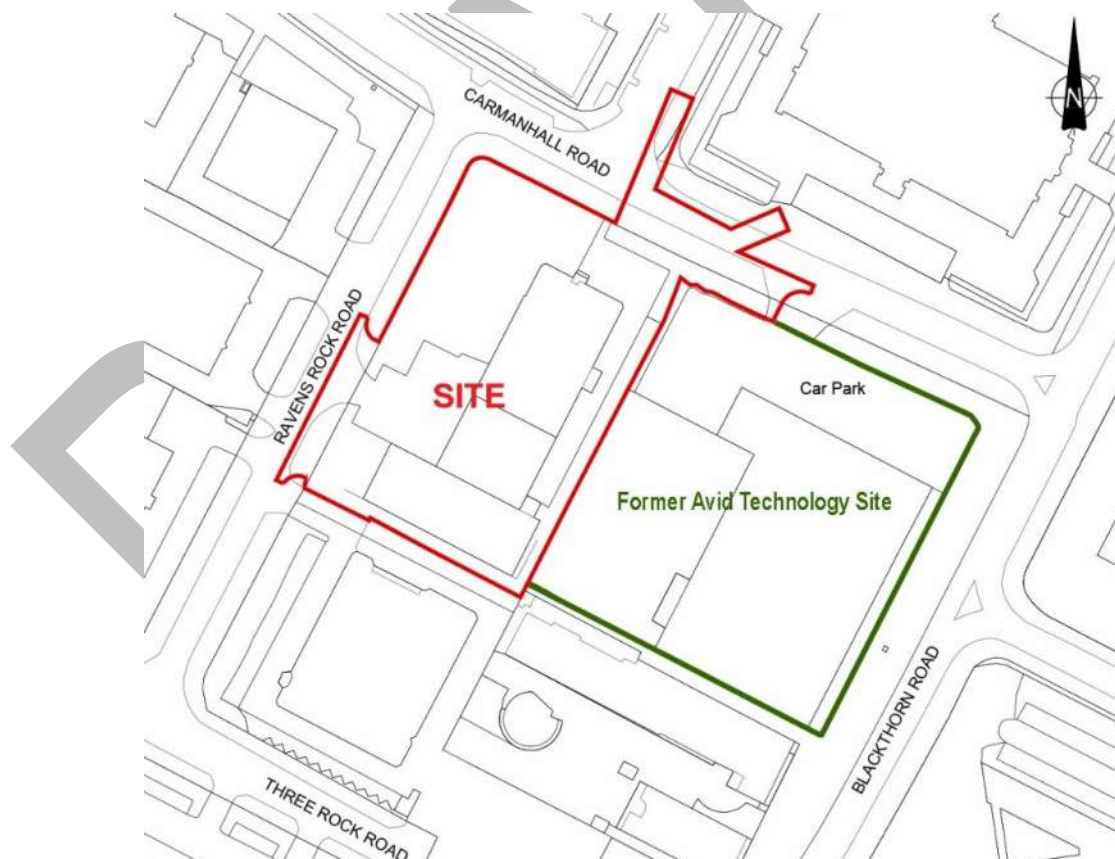 CARMANHALL ROAD
N
RAVENS ROCK ROAD
SITE
Car Park
Former Avid Technology Site
BLACKTHORN ROAD
THREE ROCK ROAD